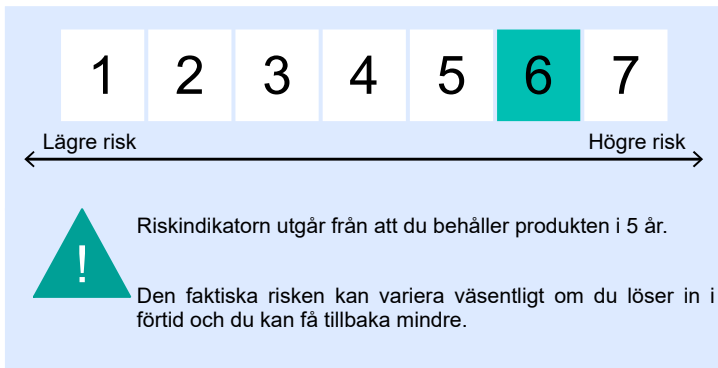 1 2 3 4 5 6 7
Lägre risk Högre risk
!
Riskindikatorn utgår från att du behåller produkten i 5 år.
Den faktiska risken kan variera väsentligt om du löser in i
förtid och du kan få tillbaka mindre.